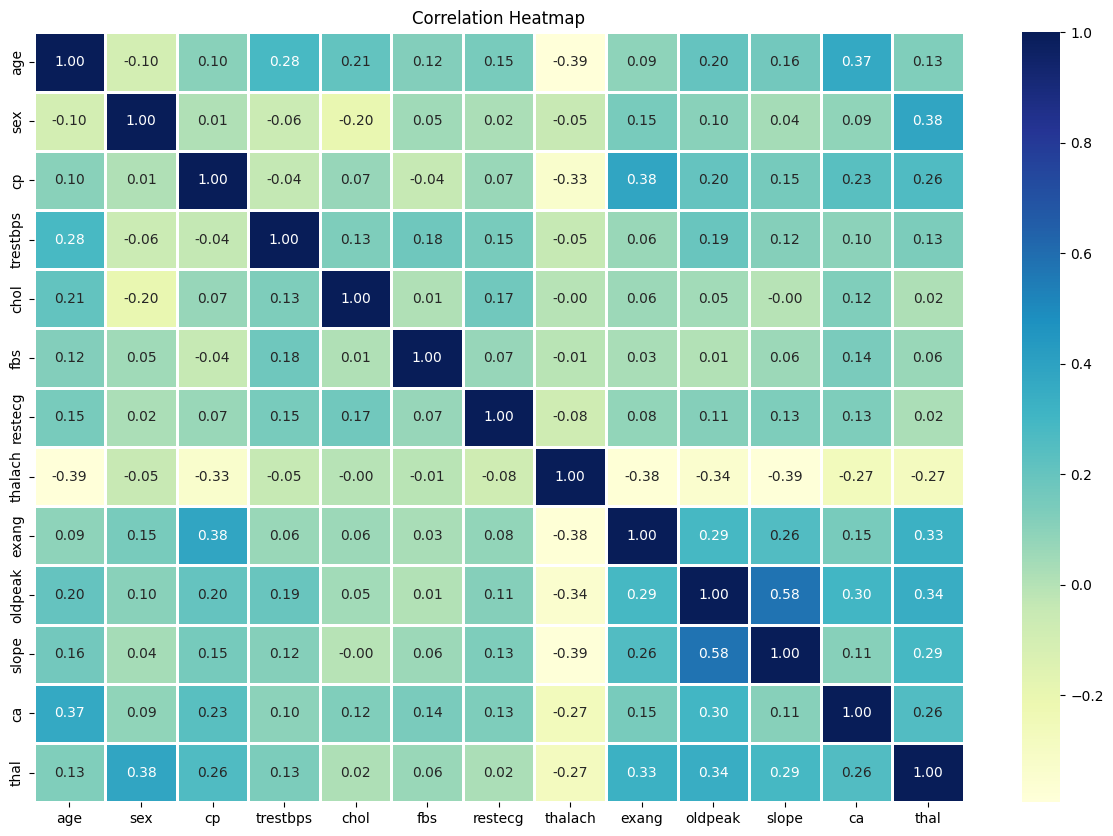 Correlation Heatmap
age 1.00 -0.10 0.10 0.28 0.21 0.12 0.15 -0.39 0.09 0.20 0.16 0.37 0.13
sex -0.10 1.00 0.01 -0.06 -0.20 0.05 0.02 -0.05 0.15 0.10 0.04 0.09 0.38
cp 0.10 0.01 1.00 -0.04 0.07 -0.04 0.07 -0.33 0.38 0.20 0.15 0.23 0.26
trestbps 0.28 -0.06 -0.04 1.00 0.13 0.18 0.15 -0.05 0.06 0.19 0.12 0.10 0.13
chol 0.21 -0.20 0.07 0.13 1.00 0.01 0.17 -0.00 0.06 0.05 -0.00 0.12 0.02
fbs 0.12 0.05 -0.04 0.18 0.01 1.00 0.07 -0.01 0.03 0.01 0.06 0.14 0.06
restecg 0.15 0.02 0.07 0.15 0.17 0.07 1.00 -0.08 0.08 0.11 0.13 0.13 0.02
thalach -0.39 -0.05 -0.33 -0.05 -0.00 -0.01 -0.08 1.00 -0.38 -0.34 -0.39 -0.27 -0.27
exang 0.09 0.15 0.38 0.06 0.06 0.03 0.08 -0.38 1.00 0.29 0.26 0.15 0.33
oldpeak 0.20 0.10 0.20 0.19 0.05 0.01 0.11 -0.34 0.29 1.00 0.58 0.30 0.34
slope 0.16 0.04 0.15 0.12 -0.00 0.06 0.13 -0.39 0.26 0.58 1.00 0.11 0.29
ca 0.37 0.09 0.23 0.10 0.12 0.14 0.13 -0.27 0.15 0.30 0.11 1.00 0.26
thal 0.13 0.38 0.26 0.13 0.02 0.06 0.02 -0.27 0.33 0.34 0.29 0.26 1.00
age sex cp trestbps chol fbs restecg thalach exang oldpeak slope ca thal
1.0
0.8
0.6
0.4
0.2
0.0
−0.2